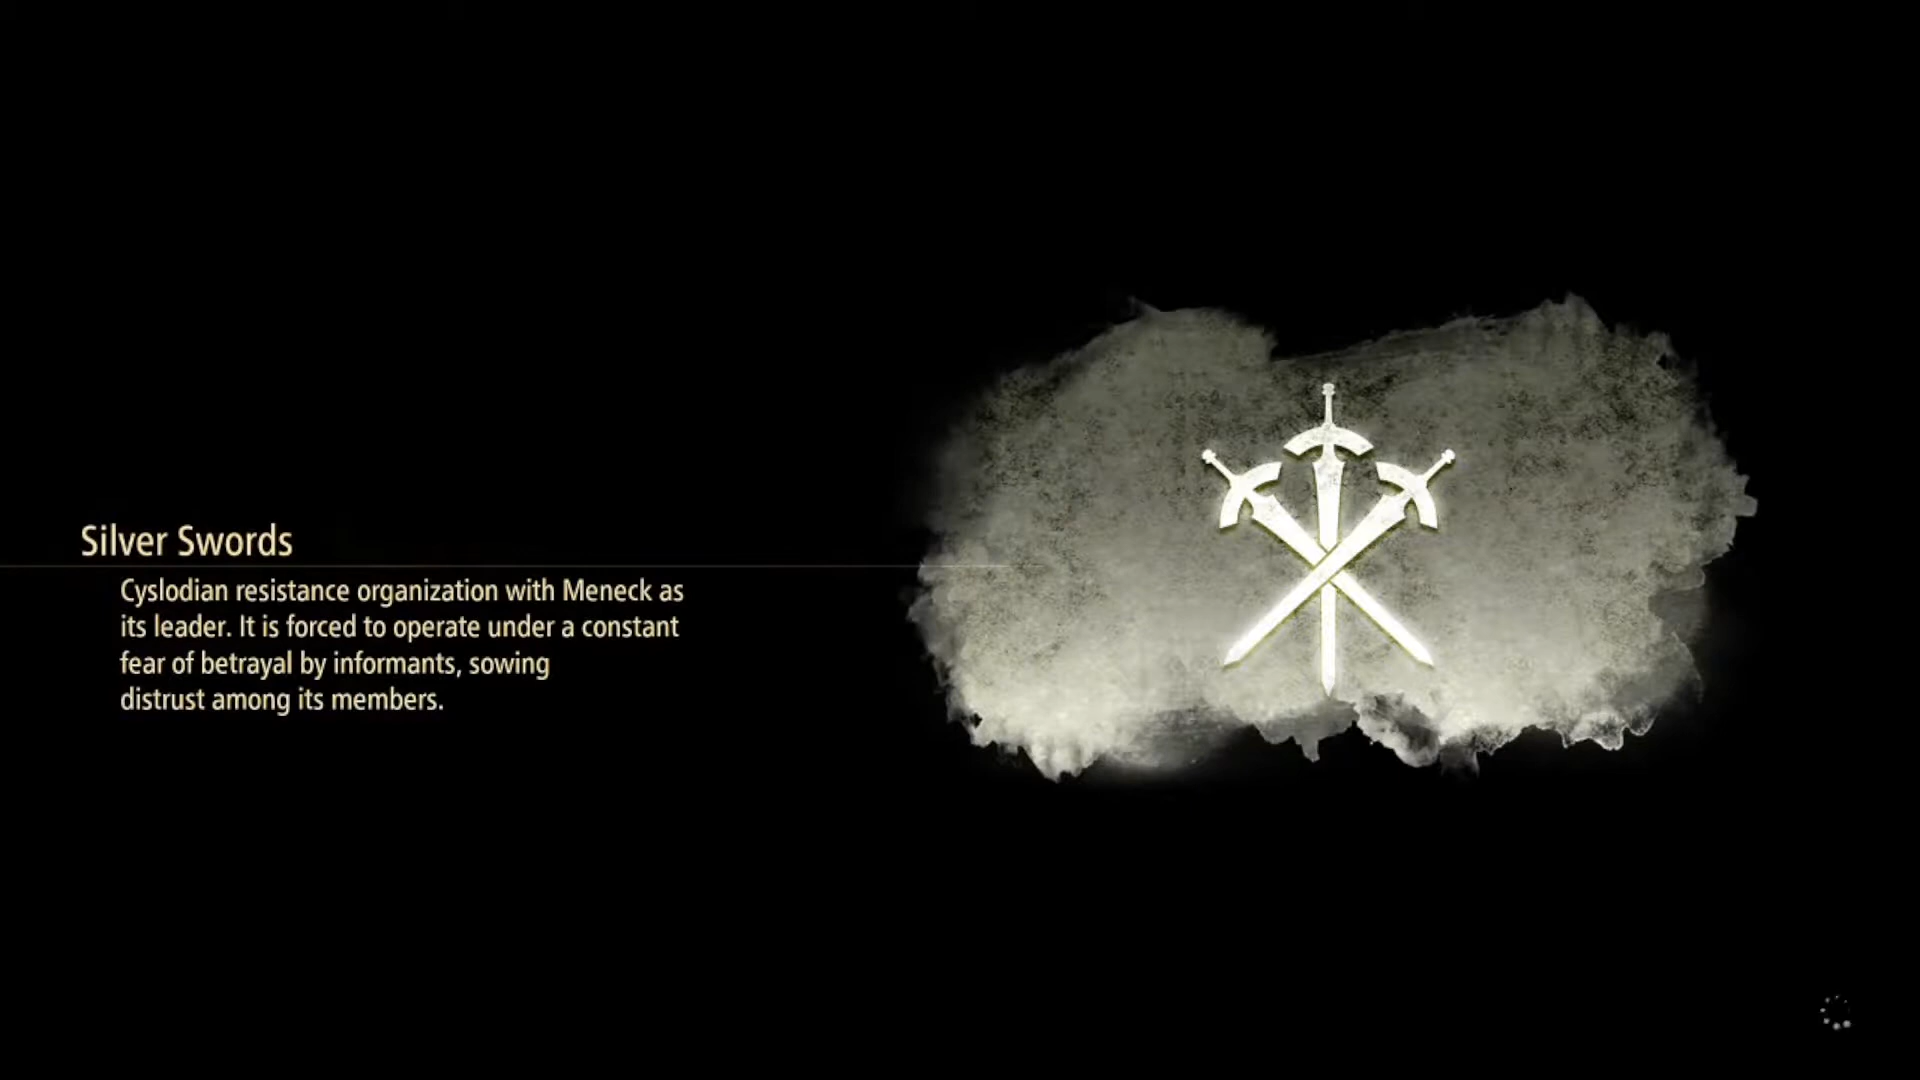 Silver Swords
Cyslodian resistance organization with Meneck as
its leader. It is forced to operate under a constant
fear of betrayal by informants, sowing
distrust among its members.